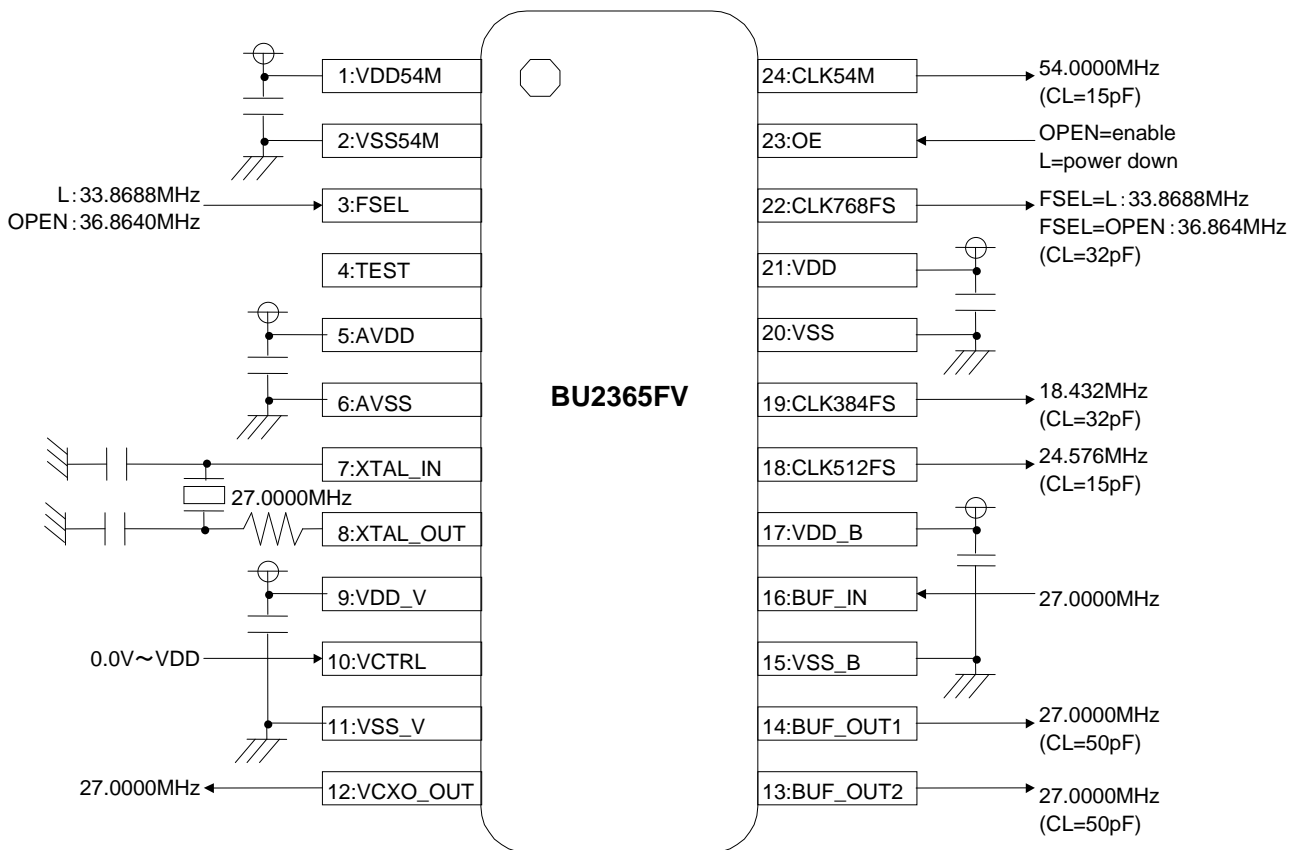 1:VDD54M
2:VSS54M
L:33.8688MHz
OPEN:36.8640MHz
3:FSEL
4:TEST
5:AVDD
6:AVSS
7:XTAL_IN
27.0000MHz
8:XTAL_OUT
9:VDD_V
0.0V～VDD
10:VCTRL
11:VSS_V
27.0000MHz
12:VCXO_OUT
BU2365FV
24:CLK54M
54.0000MHz
(CL=15pF)
23:OE
OPEN=enable
L=power down
22:CLK768FS
FSEL=L:33.8688MHz
FSEL=OPEN:36.864MHz
(CL=32pF)
21:VDD
20:VSS
19:CLK384FS
18.432MHz
(CL=32pF)
18:CLK512FS
24.576MHz
(CL=15pF)
17:VDD_B
16:BUF_IN
27.0000MHz
15:VSS_B
14:BUF_OUT1
27.0000MHz
(CL=50pF)
13:BUF_OUT2
27.0000MHz
(CL=50pF)